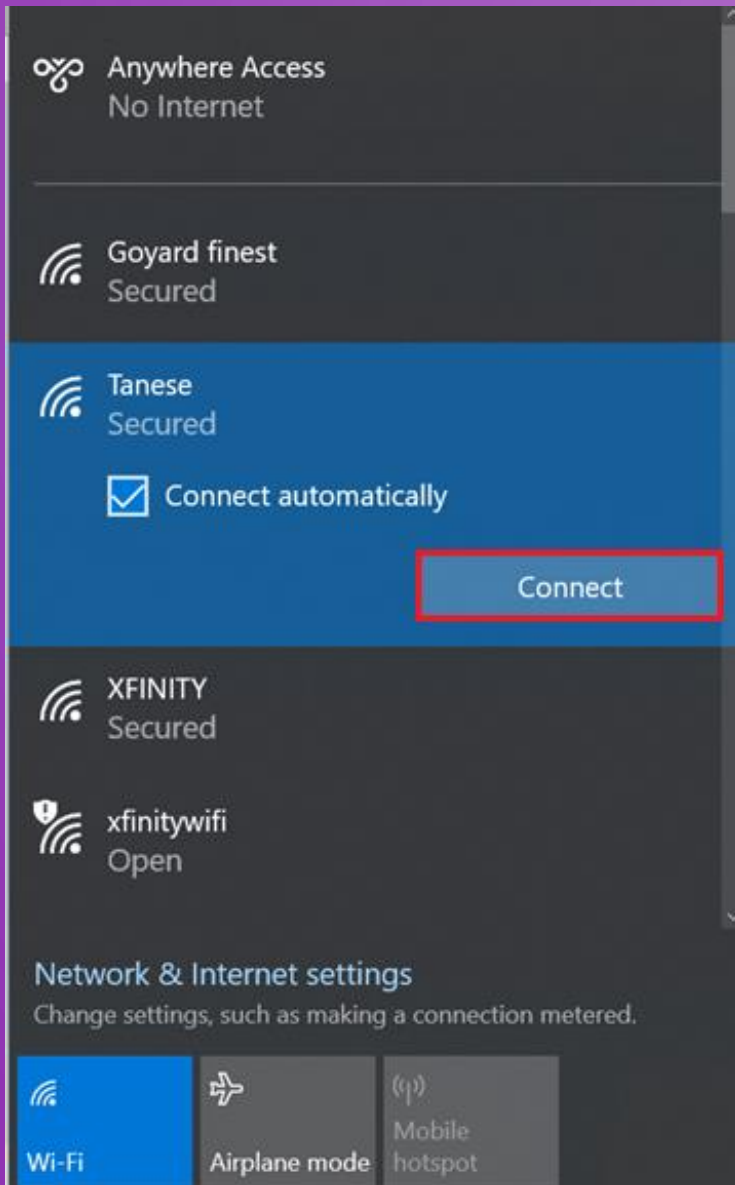 Anywhere Access
No Internet
Goyard finest
Secured
Tanese
Secured
Connect automatically
Connect
XFINITY
Secured
xfinitywifi
Open
Network & Internet settings
Change settings, such as making a connection metered.
Wi-Fi
Airplane mode
Mobile
hotspot